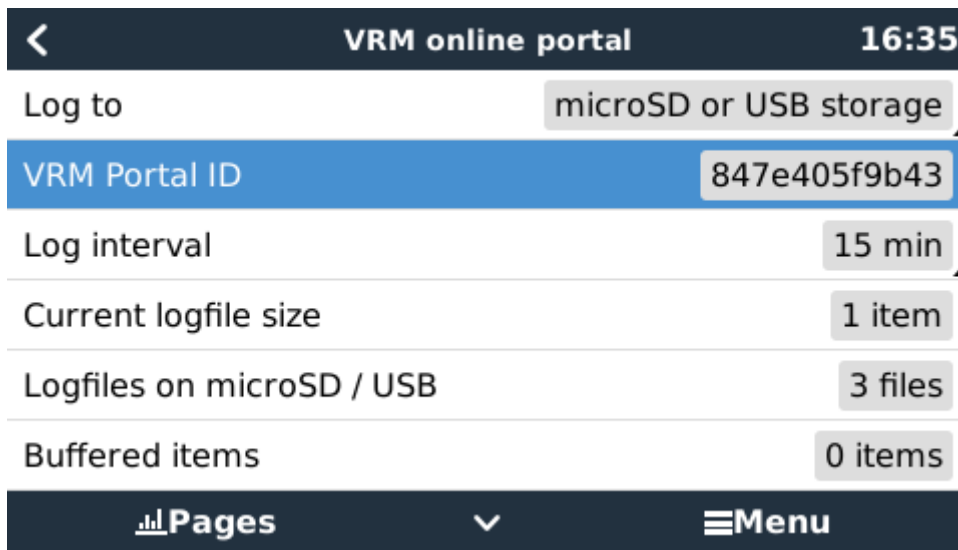 VRM online portal 16:35
Log to microSD or USB storage
VRM Portal ID 847e405f9b43
Log interval 15 min
Current logfile size 1 item
Logfiles on microSD / USB 3 files
Buffered items 0 items
Pages Menu